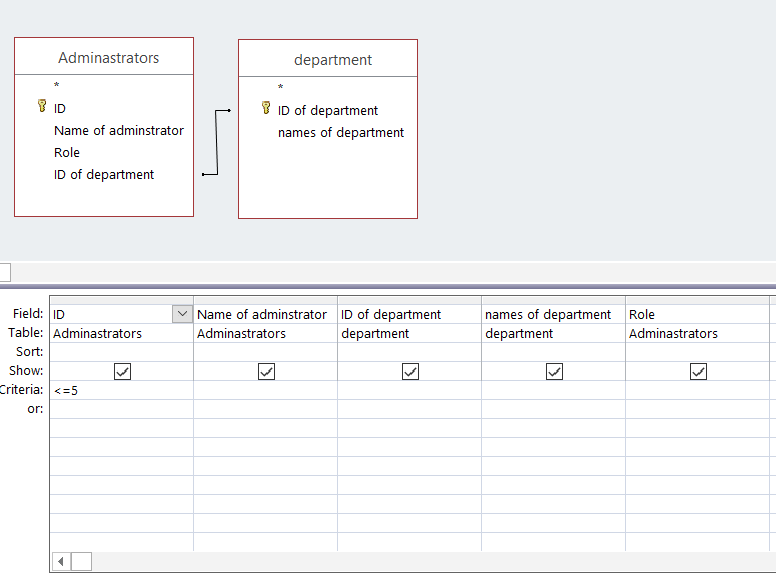 Adminastrators
*
ID
Name of adminstrator
Role
ID of department
department
*
ID of department
names of department
Field: ID Name of adminstrator ID of department names of department Role
Table: Adminastrators Adminastrators department department Adminastrators
Sort:
Show:
Criteria: <=5
or: